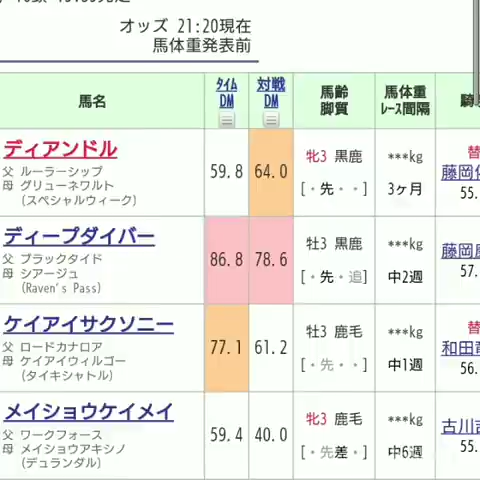 オッズ 21:20現在
馬体重発表前
馬名
ﾀｲﾑ
DM
対戦
DM
馬齢
脚質
馬体重
ﾚｰｽ間隔
騎
ディアンドル
父 ルーラーシップ
母 グリューネワルト
(スペシャルウィーク)
59.8
64.0
牝3 黒鹿
[・先・・]
***kg
3ヶ月
替
藤岡
55.
ディープダイバー
父 ブラックタイド
母 シアージュ
(Raven's Pass)
86.8
78.6
牡3 黒鹿
[・先・追]
***kg
中2週
藤岡
57.
ケイアイサクソニー
父 ロードカナロア
母 ケイアイウィルゴー
(タイキシャトル)
77.1
61.2
牡3 鹿毛
[・先・・]
***kg
中1週
替
和田
56.
メイショウケイメイ
父 ワークフォース
母 メイショウアキシノ
(デュランダル)
59.4
40.0
牝3 鹿毛
[・先差・]
***kg
中6週
古川
55.